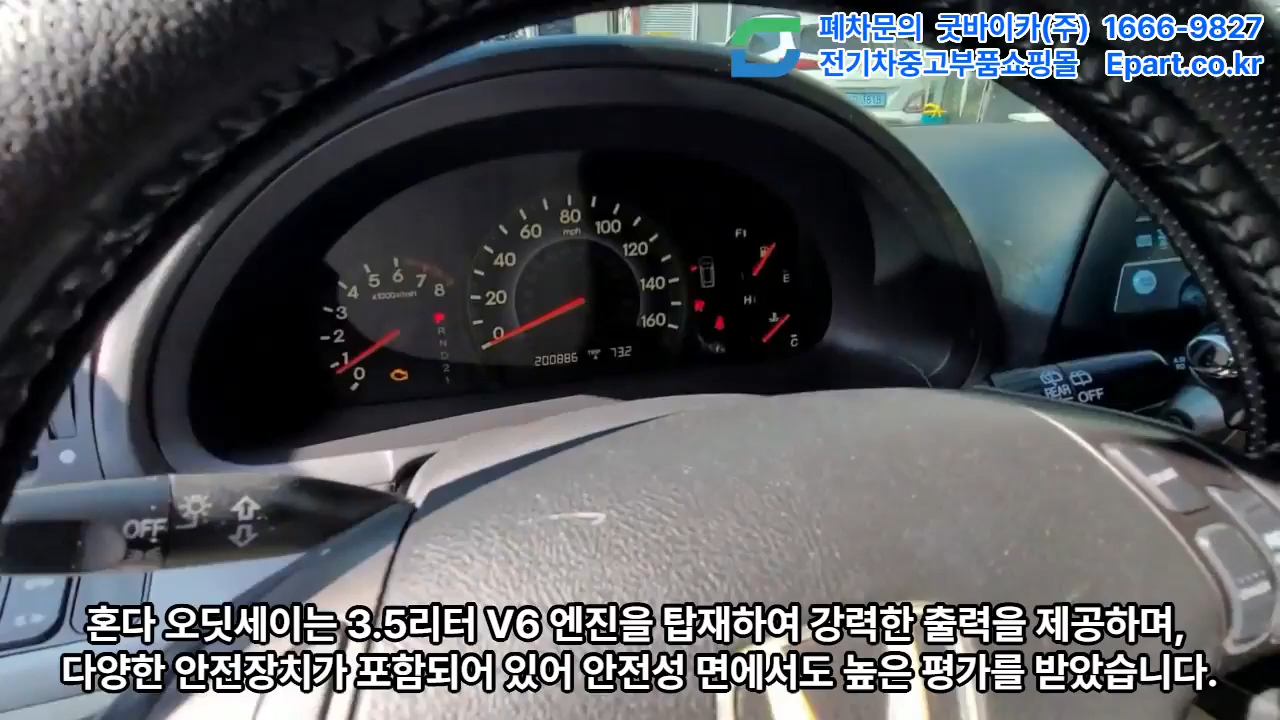 폐차문의 굿바이카(주) 1666-9827
전기차중고부품쇼핑몰 Epart.co.kr
0 1 2 3 4 5 6 7 8
x1000r/min
P
R
N
D
2
1
0 20 40 60 80 100 120 140 160
mph
200886 TRIP A 73.2
F
E
H
C
REAR
OFF
OFF
혼다 오딧세이는 3.5리터 V6 엔진을 탑재하여 강력한 출력을 제공하며,
다양한 안전장치가 포함되어 있어 안전성 면에서도 높은 평가를 받았습니다.